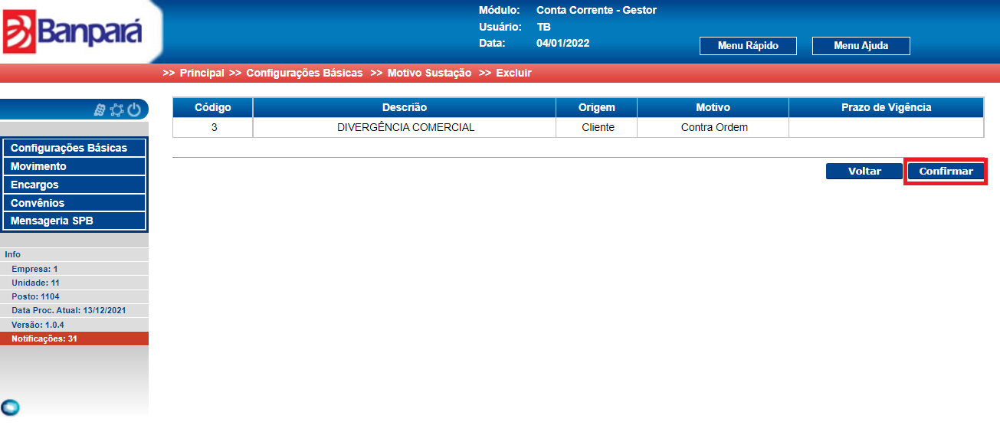 Banpará
Módulo: Conta Corrente - Gestor
Usuário: TB
Data: 04/01/2022
Menu Rápido
Menu Ajuda
>> Principal >> Configurações Básicas >> Motivo Sustação >> Excluir
Código Descrião Origem Motivo Prazo de Vigência
3 DIVERGÊNCIA COMERCIAL Cliente Contra Ordem
Voltar Confirmar
Configurações Básicas
Movimento
Encargos
Convênios
Mensageria SPB
Info
Empresa: 1
Unidade: 11
Posto: 1104
Data Proc. Atual: 13/12/2021
Versão: 1.0.4
Notificações: 31